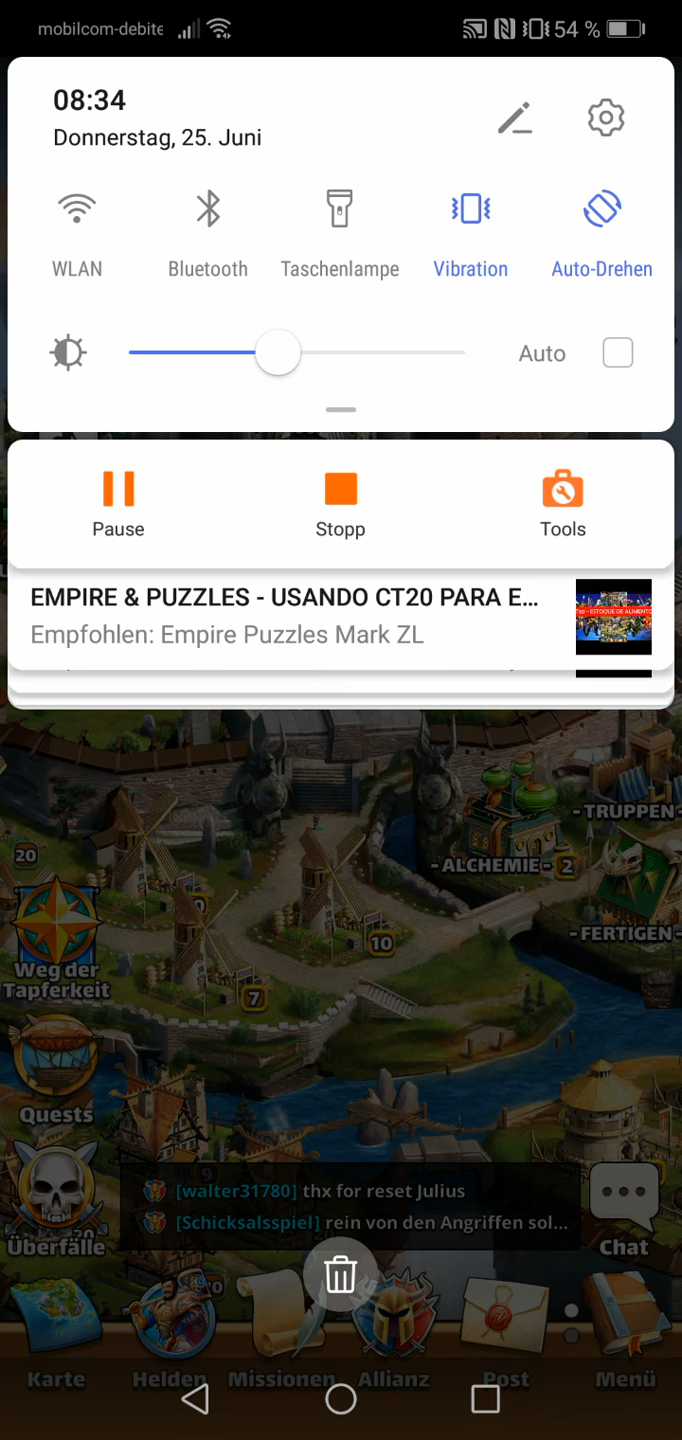 mobilcom-debite
54 %
08:34
Donnerstag, 25. Juni
WLAN
Bluetooth
Taschenlampe
Vibration
Auto-Drehen
Auto
Pause
Stopp
Tools
EMPIRE & PUZZLES - USANDO CT20 PARA E...
Empfohlen: Empire Puzzles Mark ZL
- TRUPPEN-
20
- ALCHEMIE - 2
- FERTIGEN -
10
Weg der
Tapferkeit
7
Quests
9
[walter31780] thx for reset Julius
[Schicksalsspiel] rein von den Angriffen sol...
Überfälle
Chat
Karte
Helden
Missionen
Allianz
Post
Menü